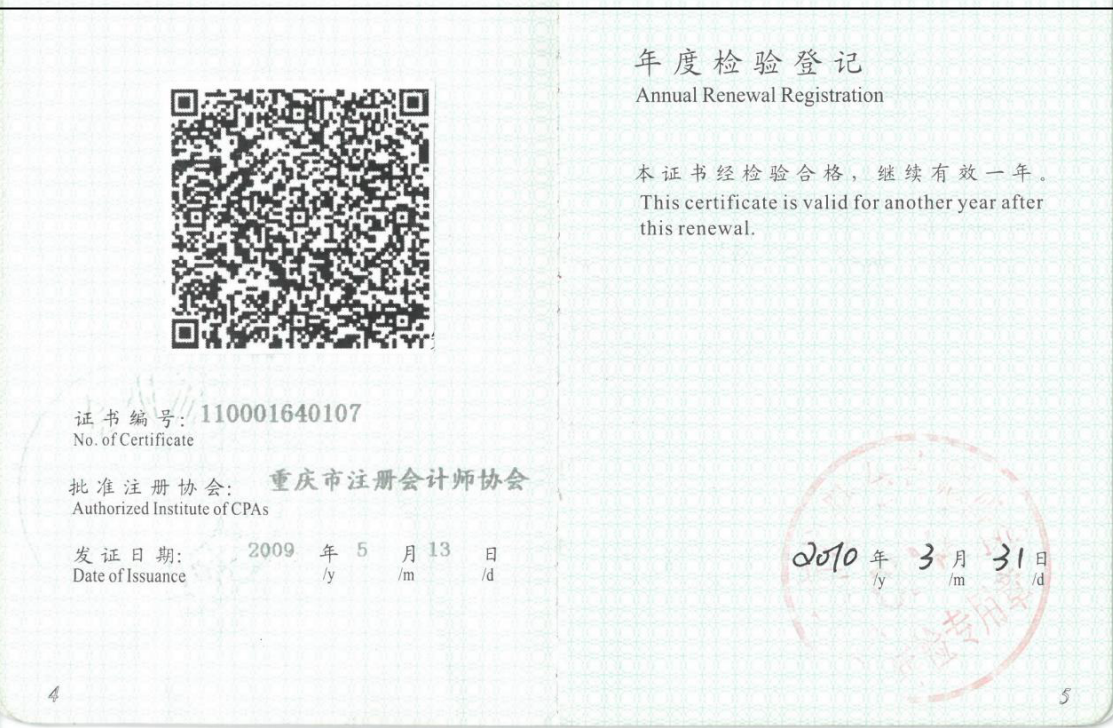 证书编号: 110001640107
No. of Certificate
批准注册协会: 重庆市注册会计师协会
Authorized Institute of CPAs
发证日期: 2009 年 5 月 13 日
Date of Issuance /y /m /d
4
年度检验登记
Annual Renewal Registration
本证书经检验合格，继续有效一年。
This certificate is valid for another year after
this renewal.
2010 年 3 月 31 日
/y /m /d
检专用章
5